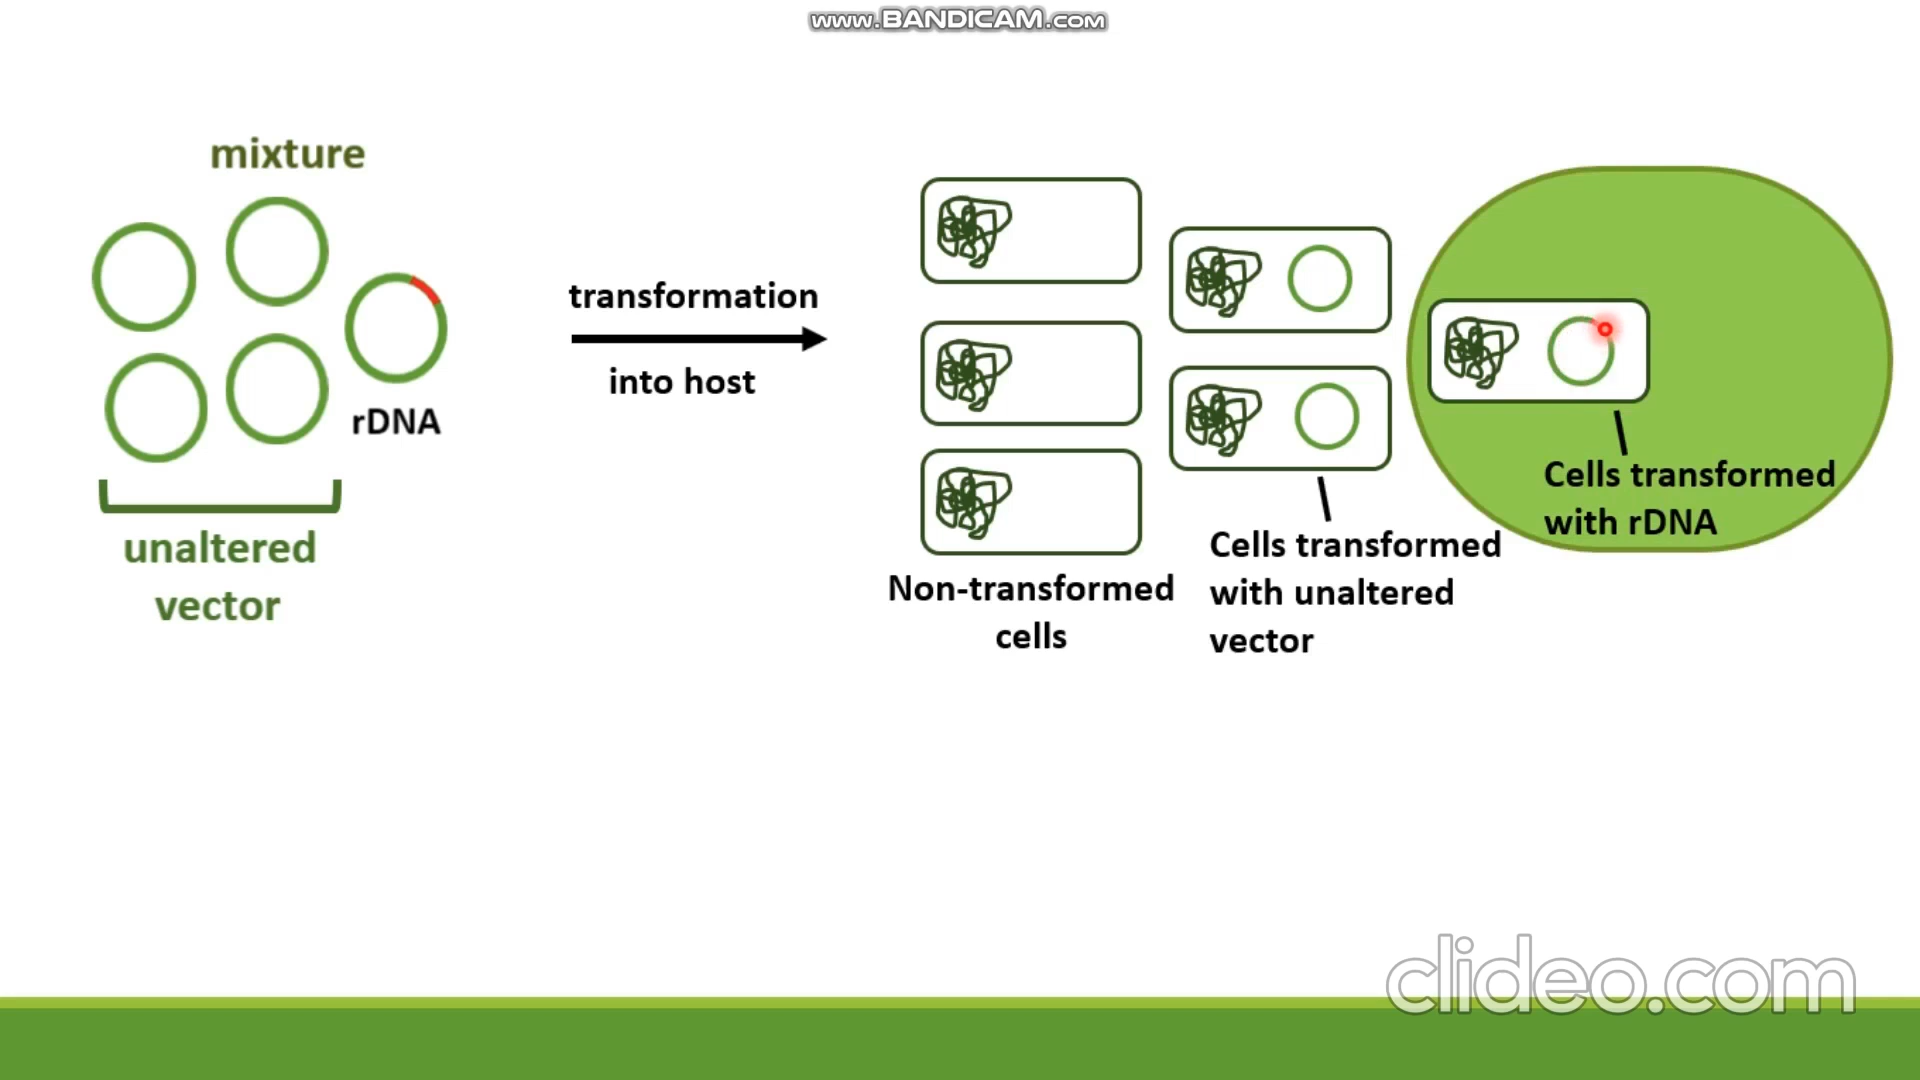 www.BANDICAM.com
mixture
rDNA
unaltered
vector
transformation
into host
Non-transformed
cells
Cells transformed
with unaltered
vector
Cells transformed
with rDNA
clideo.com